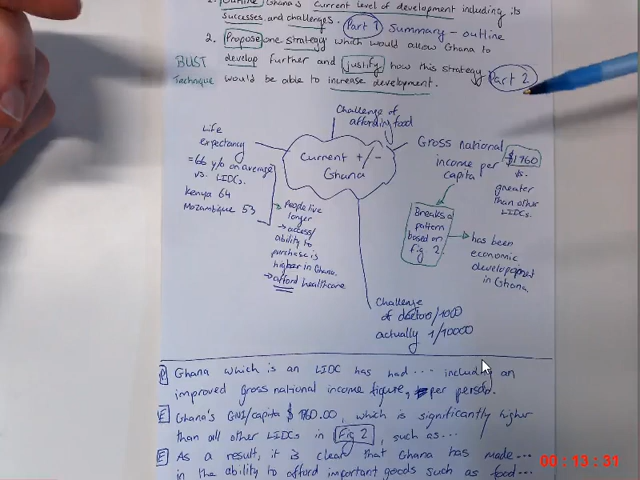 1. Outline Ghana's current level of development including its
successes and challenges. Part 1 Summary - outline
2. Propose one strategy which would allow Ghana to
BUST develop further and justify how this strategy Part 2
Technique would be able to increase development.
Challenge of
affording food
Life
expectancy
= 66 y/o on average
vs. LIDCs.
Kenya 64
Mozambique 53
People live
longer
→ access/
ability to
purchase is
higher in Ghana.
→ afford healthcare
Current +/-
Ghana
Gross national
income per $1760
capita
vs.
greater
than other
LIDCs.
Breaks a
pattern
based on
Fig 2.
has been
economic
development
in Ghana
Challenge
of doctor/1000
actually 1/10000
P Ghana which is an LIDC has had ... including an
improved gross national income figure, per person.
E Ghana's GNI/capita $1760.00, which is significantly higher
than all other LIDCs in Fig 2, such as...
E As a result, it is clear that Ghana has made...
in the ability to afford important goods such as food...
00:13:31